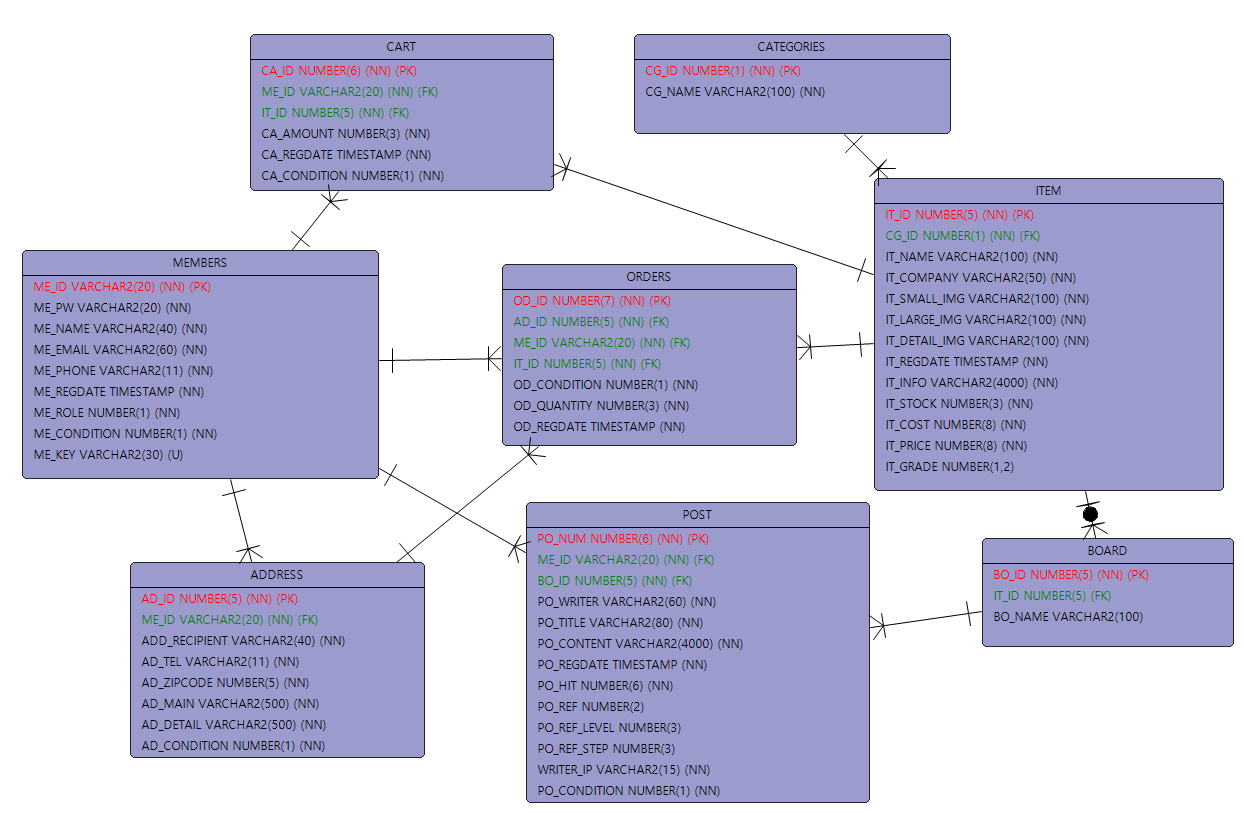 CART
CA_ID NUMBER(6) (NN) (PK)
ME_ID VARCHAR2(20) (NN) (FK)
IT_ID NUMBER(5) (NN) (FK)
CA_AMOUNT NUMBER(3) (NN)
CA_REGDATE TIMESTAMP (NN)
CA_CONDITION NUMBER(1) (NN)
CATEGORIES
CG_ID NUMBER(1) (NN) (PK)
CG_NAME VARCHAR2(100) (NN)
ITEM
IT_ID NUMBER(5) (NN) (PK)
CG_ID NUMBER(1) (NN) (FK)
IT_NAME VARCHAR2(100) (NN)
IT_COMPANY VARCHAR2(50) (NN)
IT_SMALL_IMG VARCHAR2(100) (NN)
IT_LARGE_IMG VARCHAR2(100) (NN)
IT_DETAIL_IMG VARCHAR2(100) (NN)
IT_REGDATE TIMESTAMP (NN)
IT_INFO VARCHAR2(4000) (NN)
IT_STOCK NUMBER(3) (NN)
IT_COST NUMBER(8) (NN)
IT_PRICE NUMBER(8) (NN)
IT_GRADE NUMBER(1,2)
MEMBERS
ME_ID VARCHAR2(20) (NN) (PK)
ME_PW VARCHAR2(20) (NN)
ME_NAME VARCHAR2(40) (NN)
ME_EMAIL VARCHAR2(60) (NN)
ME_PHONE VARCHAR2(11) (NN)
ME_REGDATE TIMESTAMP (NN)
ME_ROLE NUMBER(1) (NN)
ME_CONDITION NUMBER(1) (NN)
ME_KEY VARCHAR2(30) (U)
ORDERS
OD_ID NUMBER(7) (NN) (PK)
AD_ID NUMBER(5) (NN) (FK)
ME_ID VARCHAR2(20) (NN) (FK)
IT_ID NUMBER(5) (NN) (FK)
OD_CONDITION NUMBER(1) (NN)
OD_QUANTITY NUMBER(3) (NN)
OD_REGDATE TIMESTAMP (NN)
POST
PO_NUM NUMBER(6) (NN) (PK)
ME_ID VARCHAR2(20) (NN) (FK)
BO_ID NUMBER(5) (NN) (FK)
PO_WRITER VARCHAR2(60) (NN)
PO_TITLE VARCHAR2(80) (NN)
PO_CONTENT VARCHAR2(4000) (NN)
PO_REGDATE TIMESTAMP (NN)
PO_HIT NUMBER(6) (NN)
PO_REF NUMBER(2)
PO_REF_LEVEL NUMBER(3)
PO_REF_STEP NUMBER(3)
WRITER_IP VARCHAR2(15) (NN)
PO_CONDITION NUMBER(1) (NN)
BOARD
BO_ID NUMBER(5) (NN) (PK)
IT_ID NUMBER(5) (FK)
BO_NAME VARCHAR2(100)
ADDRESS
AD_ID NUMBER(5) (NN) (PK)
ME_ID VARCHAR2(20) (NN) (FK)
ADD_RECIPIENT VARCHAR2(40) (NN)
AD_TEL VARCHAR2(11) (NN)
AD_ZIPCODE NUMBER(5) (NN)
AD_MAIN VARCHAR2(500) (NN)
AD_DETAIL VARCHAR2(500) (NN)
AD_CONDITION NUMBER(1) (NN)